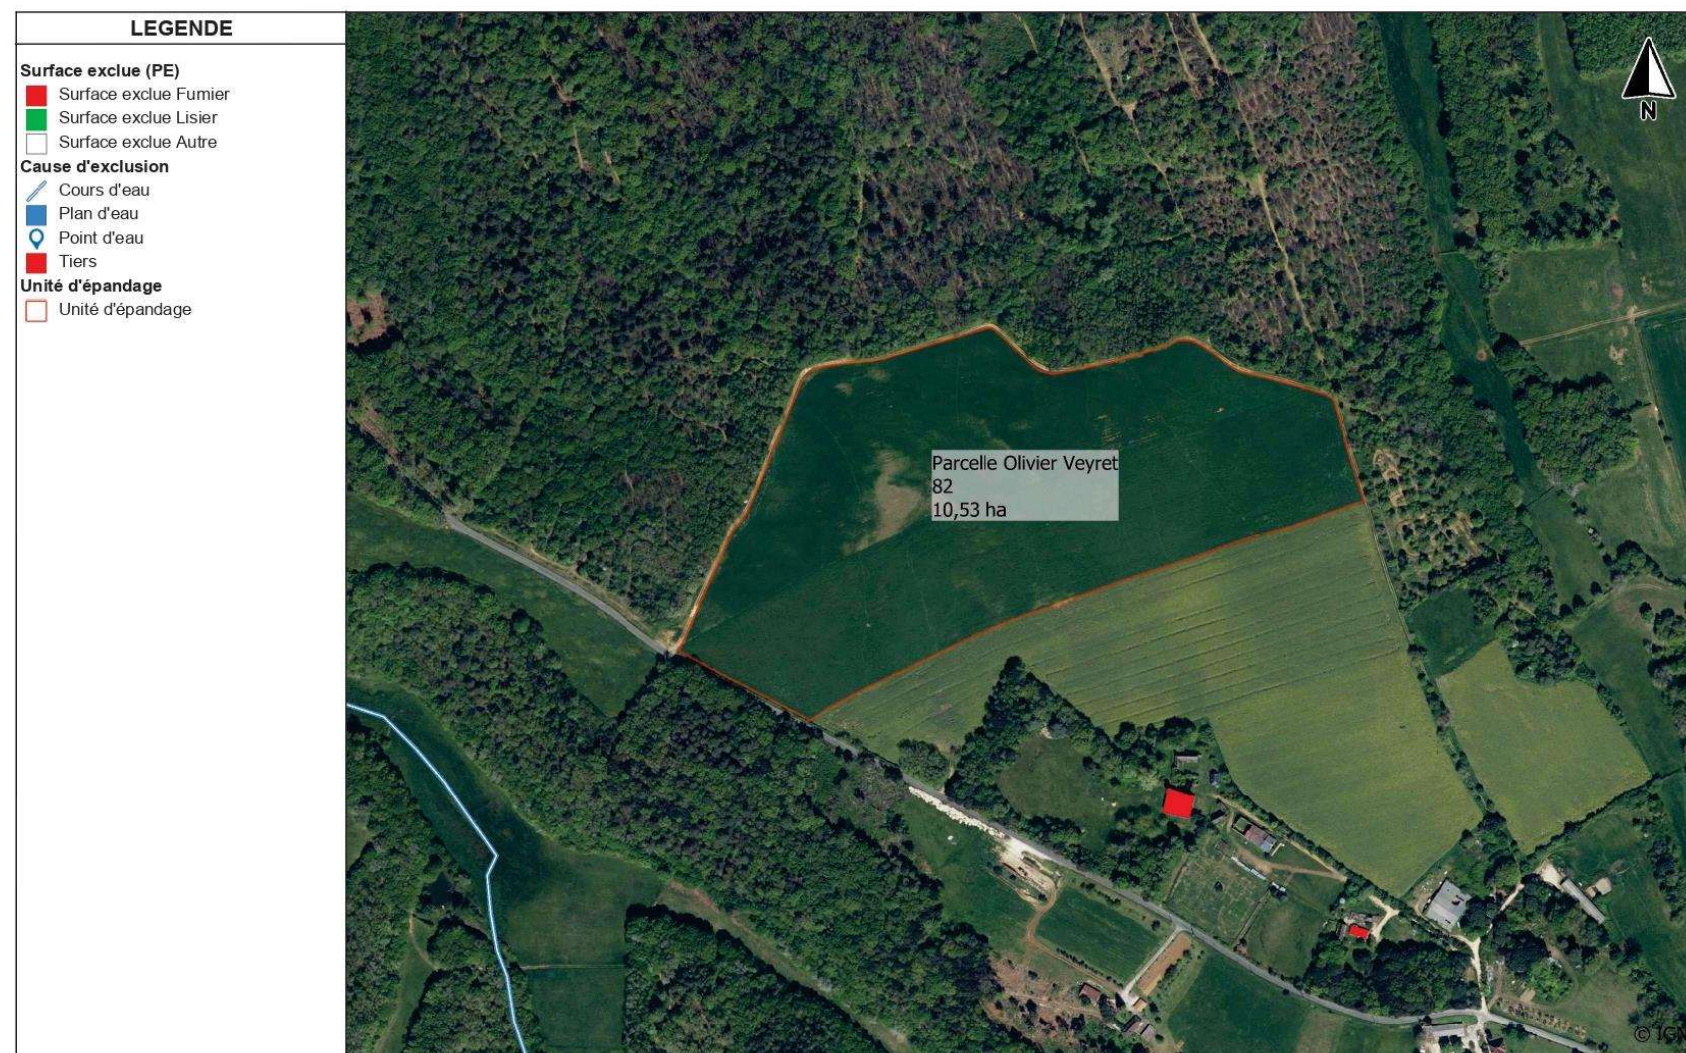 LEGENDE
Surface exclue (PE)
Surface exclue Fumier
Surface exclue Lisier
Surface exclue Autre
Cause d'exclusion
Cours d'eau
Plan d'eau
Point d'eau
Tiers
Unité d'épandage
Unité d'épandage
N
Parcelle Olivier Veyret
82
10,53 ha
© IGN